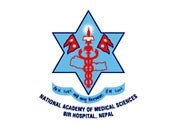 NATIONAL ACADEMY OF MEDICAL SCIENCES
BIR HOSPITAL, NEPAL